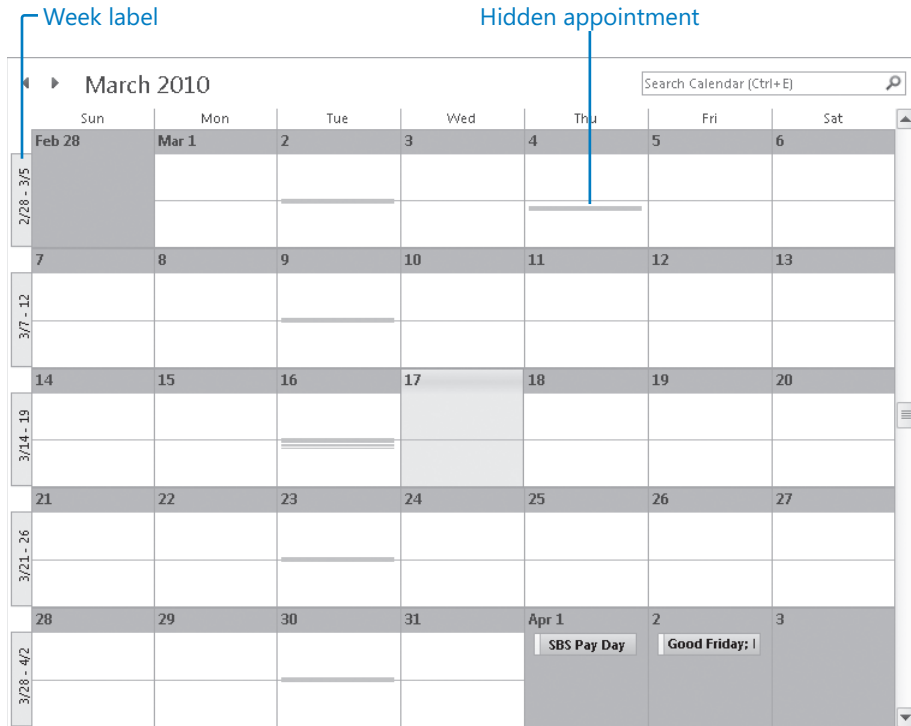 Week label
Hidden appointment
March 2010
Search Calendar (Ctrl+E)
Sun Mon Tue Wed Thu Fri Sat
Feb 28 Mar 1 2 3 4 5 6
2/28 - 3/5
7 8 9 10 11 12 13
3/7 - 12
14 15 16 17 18 19 20
3/14 - 19
21 22 23 24 25 26 27
3/21 - 26
28 29 30 31 Apr 1 2 3
SBS Pay Day Good Friday;
3/28 - 4/2